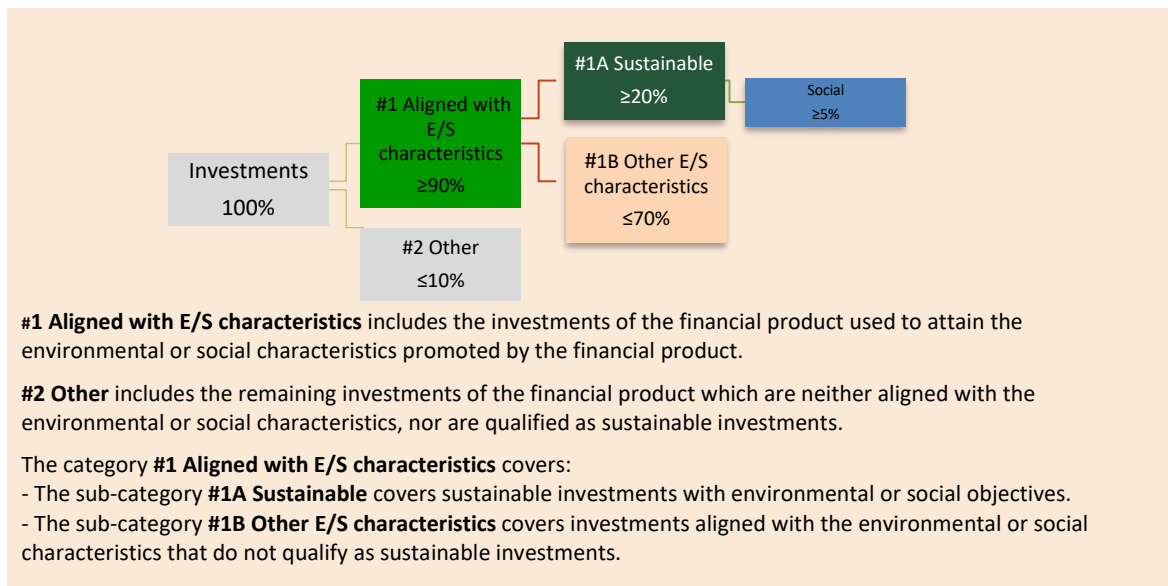 Investments
100%
#1 Aligned with
E/S
characteristics
≥90%
#2 Other
≤10%
#1A Sustainable
≥20%
#1B Other E/S
characteristics
≤70%
Social
≥5%
#1 Aligned with E/S characteristics includes the investments of the financial product used to attain the
environmental or social characteristics promoted by the financial product.
#2 Other includes the remaining investments of the financial product which are neither aligned with the
environmental or social characteristics, nor are qualified as sustainable investments.
The category #1 Aligned with E/S characteristics covers:
- The sub-category #1A Sustainable covers sustainable investments with environmental or social objectives.
- The sub-category #1B Other E/S characteristics covers investments aligned with the environmental or social
characteristics that do not qualify as sustainable investments.